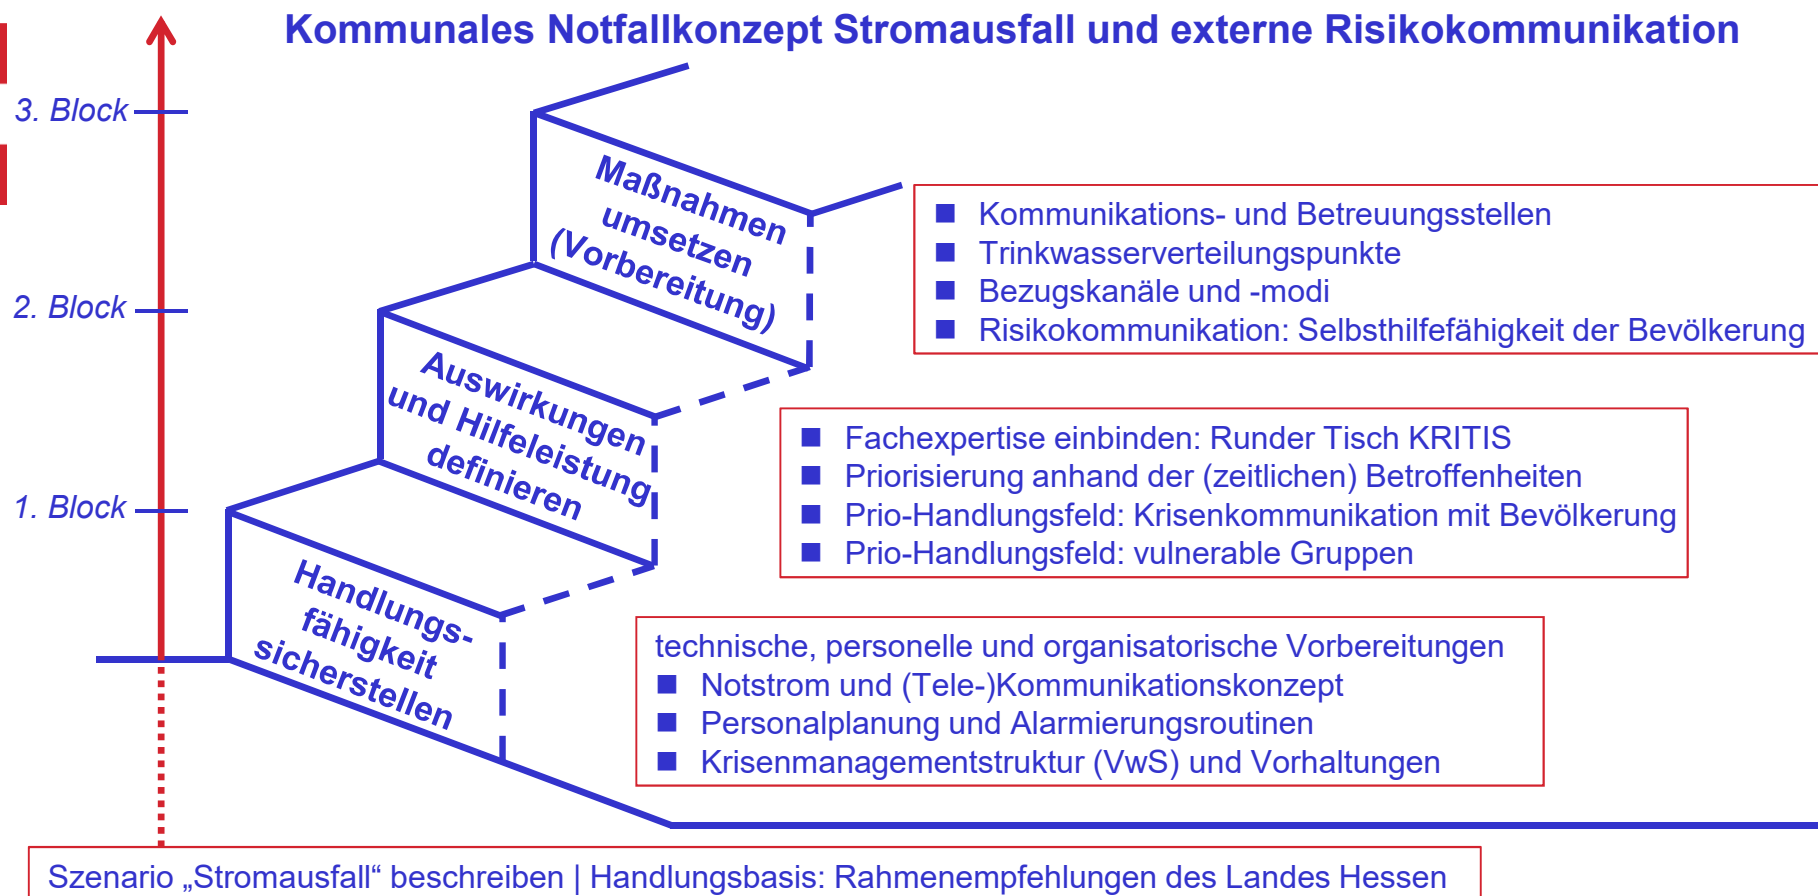 Kommunales Notfallkonzept Stromausfall und externe Risikokommunikation
3. Block
Maßnahmen
umsetzen
(Vorbereitung)
■ Kommunikations- und Betreuungsstellen
■ Trinkwasserverteilungspunkte
■ Bezugskanäle und -modi
■ Risikokommunikation: Selbsthilfefähigkeit der Bevölkerung
2. Block
Auswirkungen
und Hilfeleistung
definieren
■ Fachexpertise einbinden: Runder Tisch KRITIS
■ Priorisierung anhand der (zeitlichen) Betroffenheiten
■ Prio-Handlungsfeld: Krisenkommunikation mit Bevölkerung
■ Prio-Handlungsfeld: vulnerable Gruppen
1. Block
Handlungs-
fähigkeit
sicherstellen
technische, personelle und organisatorische Vorbereitungen
■ Notstrom und (Tele-)Kommunikationskonzept
■ Personalplanung und Alarmierungsroutinen
■ Krisenmanagementstruktur (VwS) und Vorhaltungen
Szenario „Stromausfall“ beschreiben | Handlungsbasis: Rahmenempfehlungen des Landes Hessen